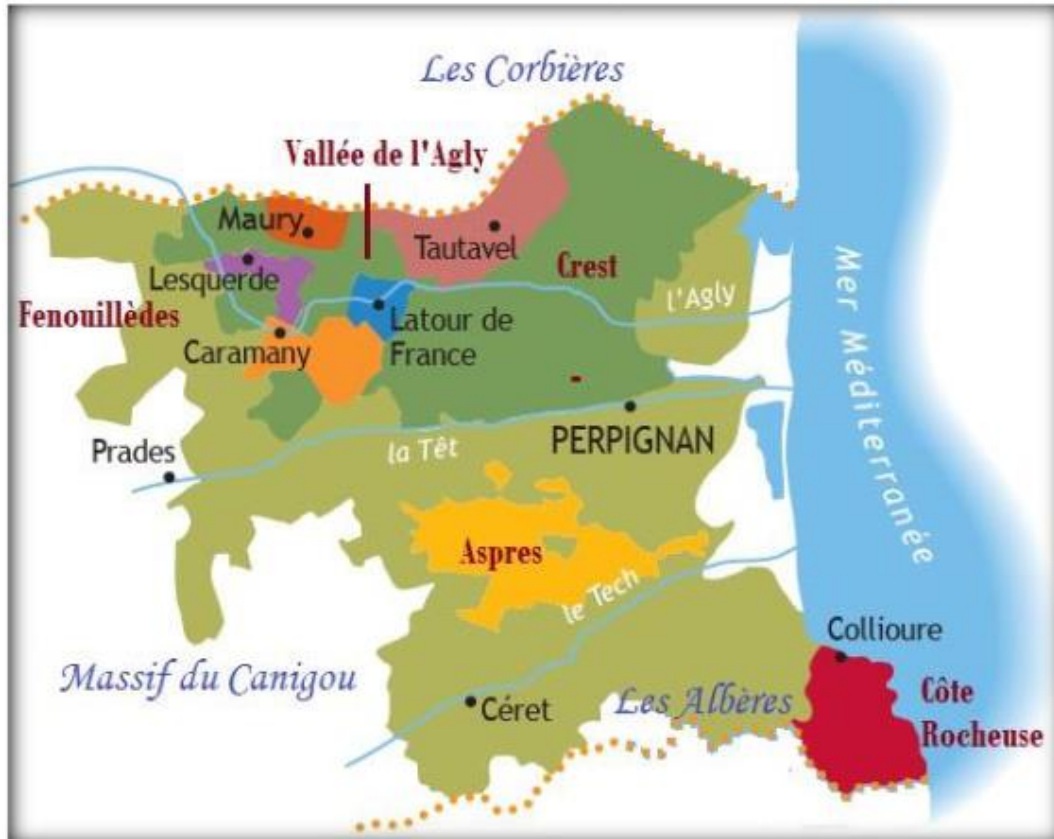 Les Corbières
Vallée de l'Agly
Maury
Tautavel
Lesquerde
Crest
Fenouillèdes
l'Agly
Latour de
France
Caramany
Mer Méditerranée
Prades
la Têt
PERPIGNAN
Aspres
le Tech
Collioure
Massif du Canigou
Céret
Les Albères
Côte
Rocheuse